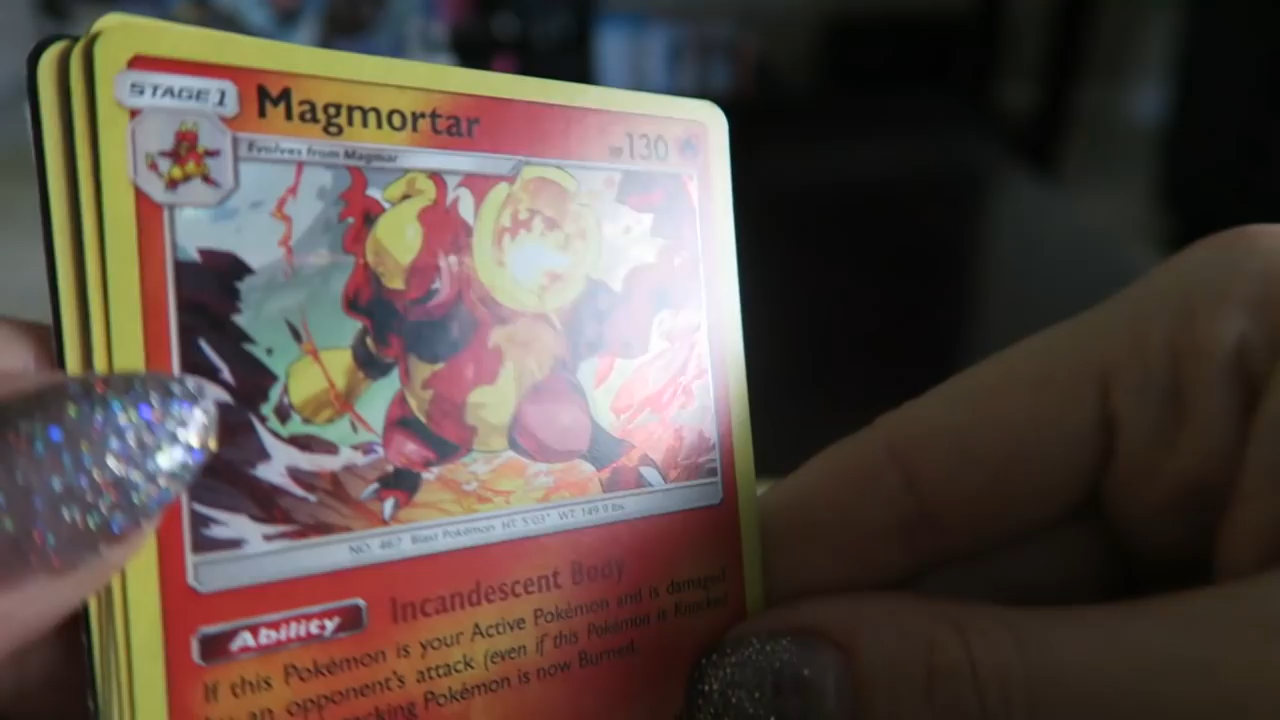 STAGE 1
Magmortar
HP 130
Evolves from Magmar
NO. 467 Blast Pokémon HT: 5'03" WT: 149.9 lbs.
Ability Incandescent Body
If this Pokémon is your Active Pokémon and is damaged
by an opponent's attack (even if this Pokémon is Knocked
Pokémon is now Burned.